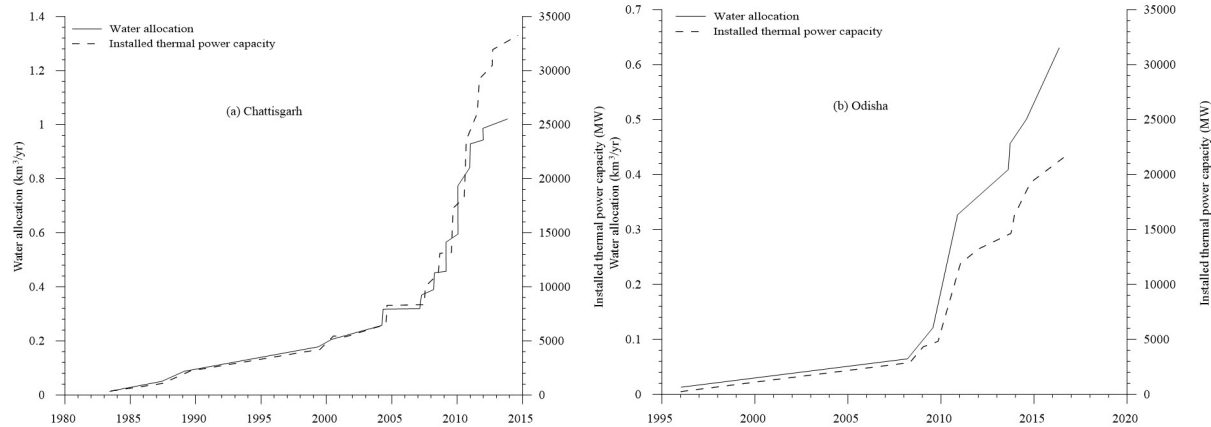 1.4
1.2
1
0.8
0.6
0.4
0.2
0
Water allocation (km³/yr)
Water allocation
Installed thermal power capacity
(a) Chattisgarh
35000
30000
25000
20000
15000
10000
5000
0
Installed thermal power capacity (MW)
1980 1985 1990 1995 2000 2005 2010 2015
0.7
0.6
0.5
0.4
0.3
0.2
0.1
0
Water allocation (km³/yr)
Water allocation
Installed thermal power capacity
(b) Odisha
35000
30000
25000
20000
15000
10000
5000
0
Installed thermal power capacity (MW)
1995 2000 2005 2010 2015 2020